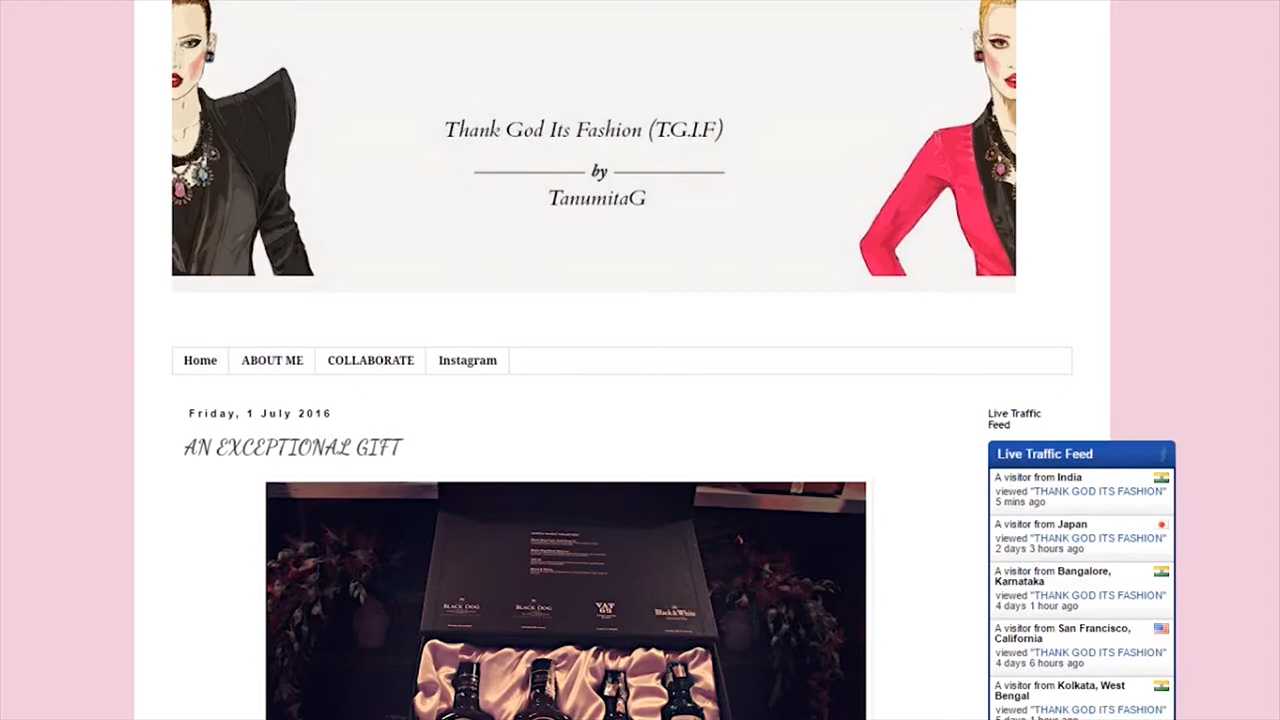 Thank God Its Fashion (T.G.I.F)
by
TanumitaG
Home
ABOUT ME
COLLABORATE
Instagram
Friday, 1 July 2016
AN EXCEPTIONAL GIFT
BLACK DOG
BLACK DOG
VAT
69
Black&White
Live Traffic
Feed
Live Traffic Feed
A visitor from India
viewed "THANK GOD ITS FASHION"
5 mins ago
A visitor from Japan
viewed "THANK GOD ITS FASHION"
2 days 3 hours ago
A visitor from Bangalore,
Karnataka
viewed "THANK GOD ITS FASHION"
4 days 1 hour ago
A visitor from San Francisco,
California
viewed "THANK GOD ITS FASHION"
4 days 6 hours ago
A visitor from Kolkata, West
Bengal
viewed "THANK GOD ITS FASHION"